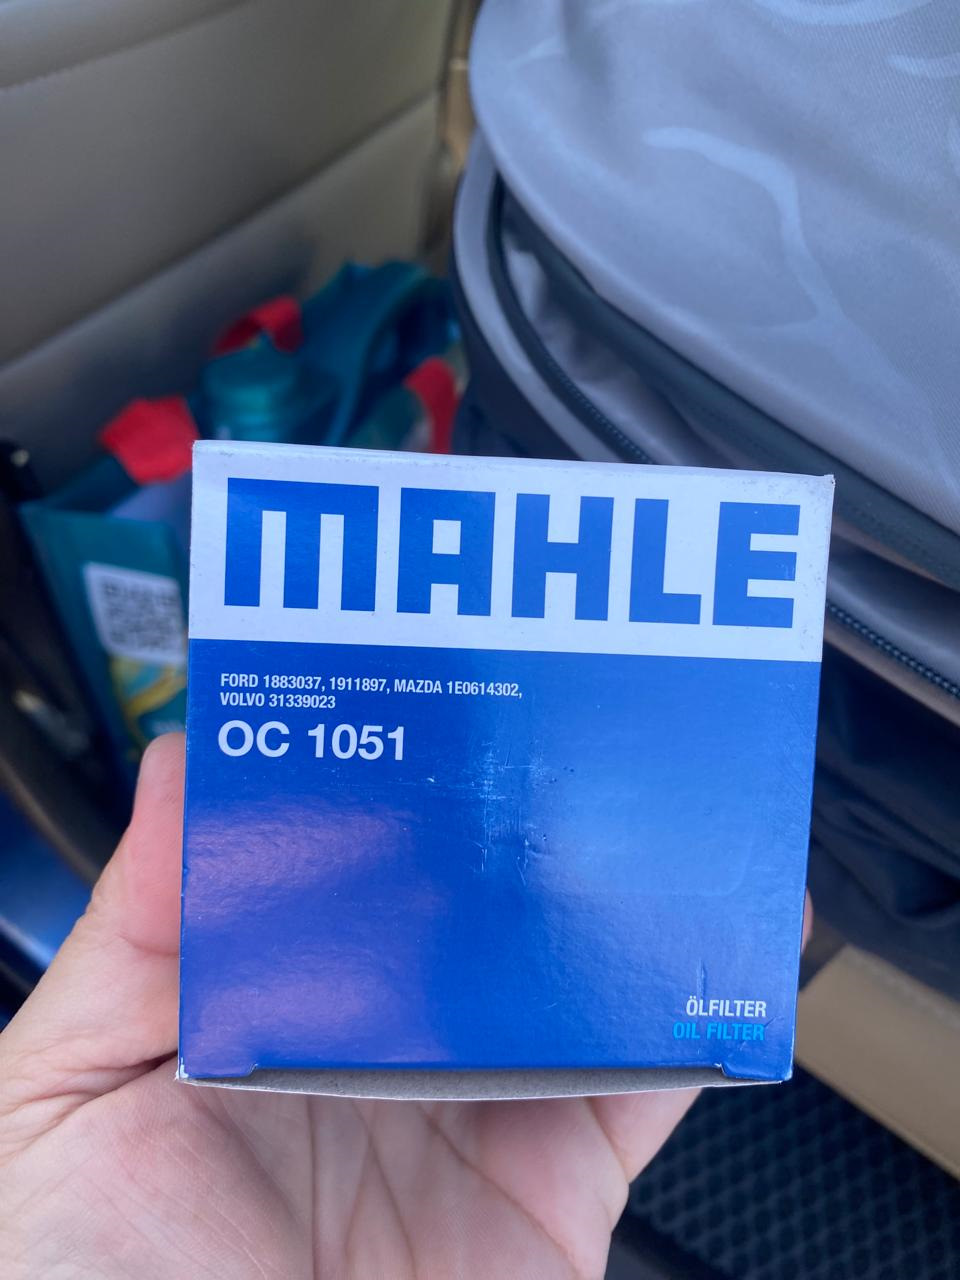 MAHLE
FORD 1883037, 1911897, MAZDA 1E0614302,
VOLVO 31339023
OC 1051
ÖLFILTER
OIL FILTER